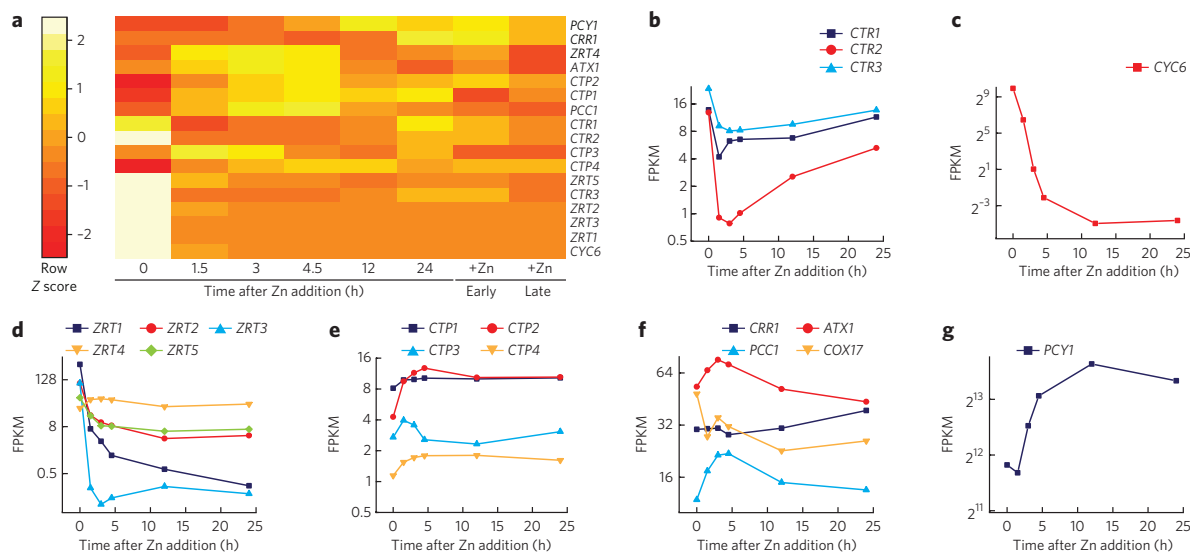 a
2
1
0
−1
−2
Row
Z score
PCY1
CRR1
ZRT4
ATX1
CTP2
CTP1
PCC1
CTR1
CTR2
CTP3
CTP4
ZRT5
CTR3
ZRT2
ZRT3
ZRT1
CYC6
0 1.5 3 4.5 12 24 +Zn +Zn
Time after Zn addition (h) Early Late
b
CTR1
CTR2
CTR3
FPKM
16
8
4
2
1
0.5
0 5 10 15 20 25
Time after Zn addition (h)
c
CYC6
FPKM
2^9
2^5
2^1
2^−3
0 5 10 15 20 25
Time after Zn addition (h)
d
ZRT1 ZRT2 ZRT3
ZRT4 ZRT5
FPKM
128
8
0.5
0 5 10 15 20 25
Time after Zn addition (h)
e
CTP1 CTP2
CTP3 CTP4
FPKM
16
8
4
2
1
0.5
0 5 10 15 20 25
Time after Zn addition (h)
f
CRR1 ATX1
PCC1 COX17
FPKM
64
32
16
0 5 10 15 20 25
Time after Zn addition (h)
g
PCY1
FPKM
2^13
2^12
2^11
0 5 10 15 20 25
Time after Zn addition (h)